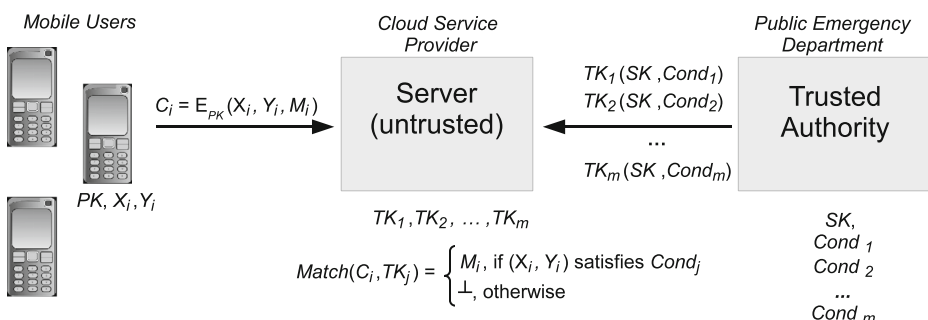 Mobile Users
C_i = E_PK(X_i, Y_i, M_i)
PK, X_i, Y_i
Cloud Service
Provider
Server
(untrusted)
TK_1, TK_2, ..., TK_m
Match(C_i, TK_j) = { M_i, if (X_i, Y_i) satisfies Cond_j
⊥, otherwise
TK_1(SK, Cond_1)
TK_2(SK, Cond_2)
...
TK_m(SK, Cond_m)
Public Emergency
Department
Trusted
Authority
SK,
Cond_1
Cond_2
...
Cond_m